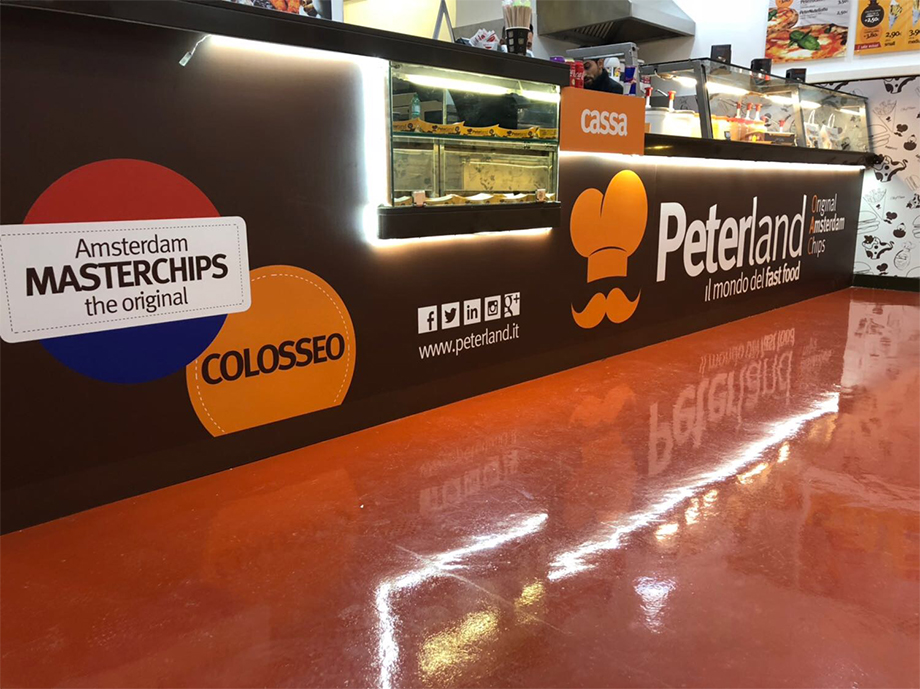 cassa
Amsterdam
MASTERCHIPS
the original
COLOSSEO
www.peterland.it
Peterland
il mondo del fast food
Original
Amsterdam
Chips